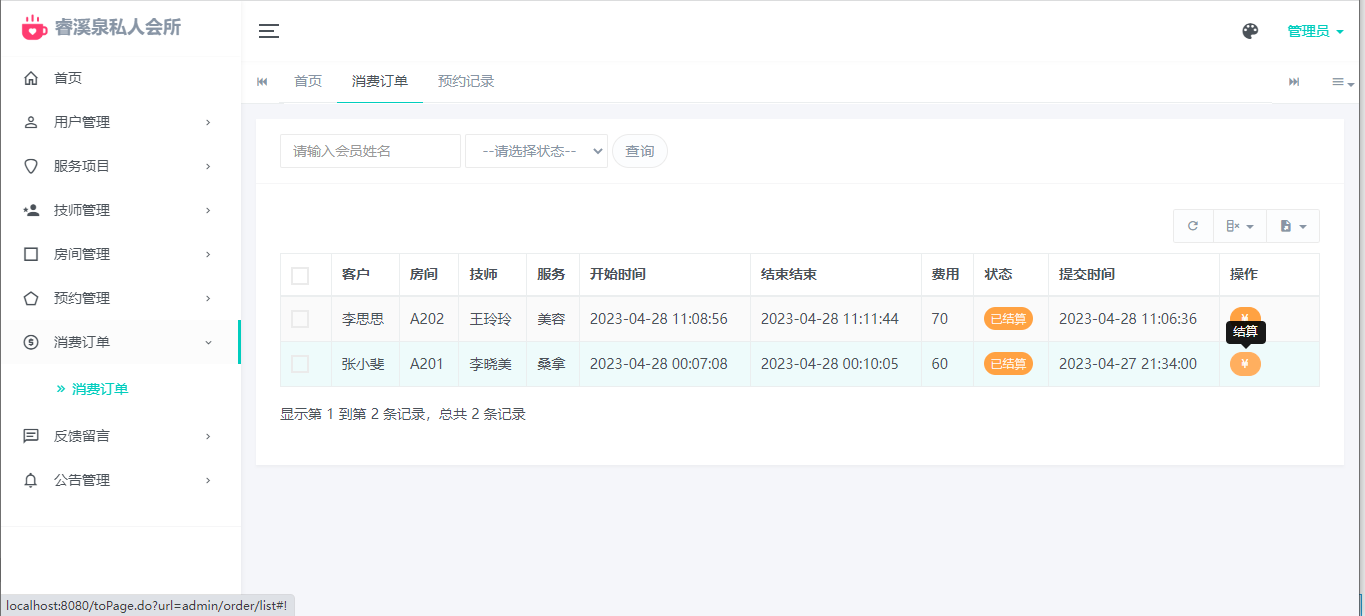 睿溪泉私人会所
管理员
首页
用户管理
服务项目
技师管理
房间管理
预约管理
消费订单
消费订单
反馈留言
公告管理
首页 消费订单 预约记录
请输入会员姓名 --请选择状态-- 查询
客户 房间 技师 服务 开始时间 结束结束 费用 状态 提交时间 操作
李思思 A202 王玲玲 美容 2023-04-28 11:08:56 2023-04-28 11:11:44 70 已结算 2023-04-28 11:06:36 ¥
结算
张小斐 A201 李晓美 桑拿 2023-04-28 00:07:08 2023-04-28 00:10:05 60 已结算 2023-04-27 21:34:00 ¥
显示第 1 到第 2 条记录，总共 2 条记录
localhost:8080/toPage.do?url=admin/order/list#!